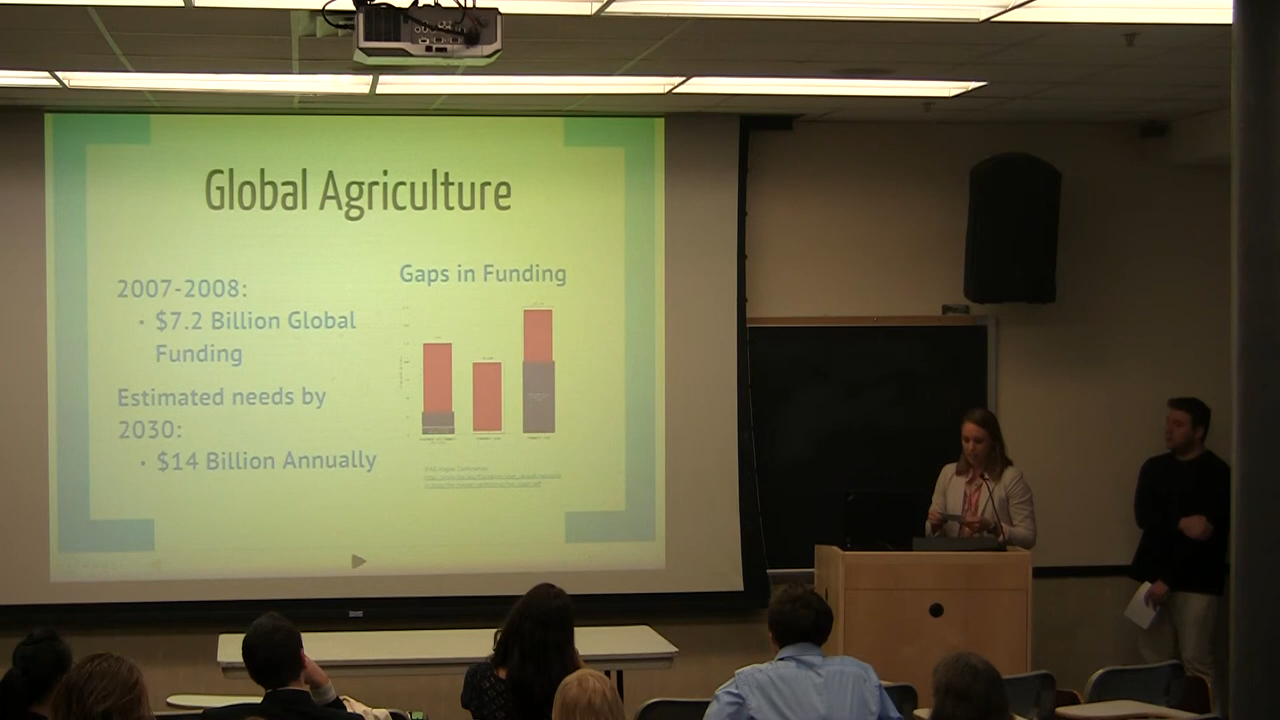 Global Agriculture
2007-2008:
· $7.2 Billion Global
Funding
Estimated needs by
2030:
· $14 Billion Annually
Gaps in Funding